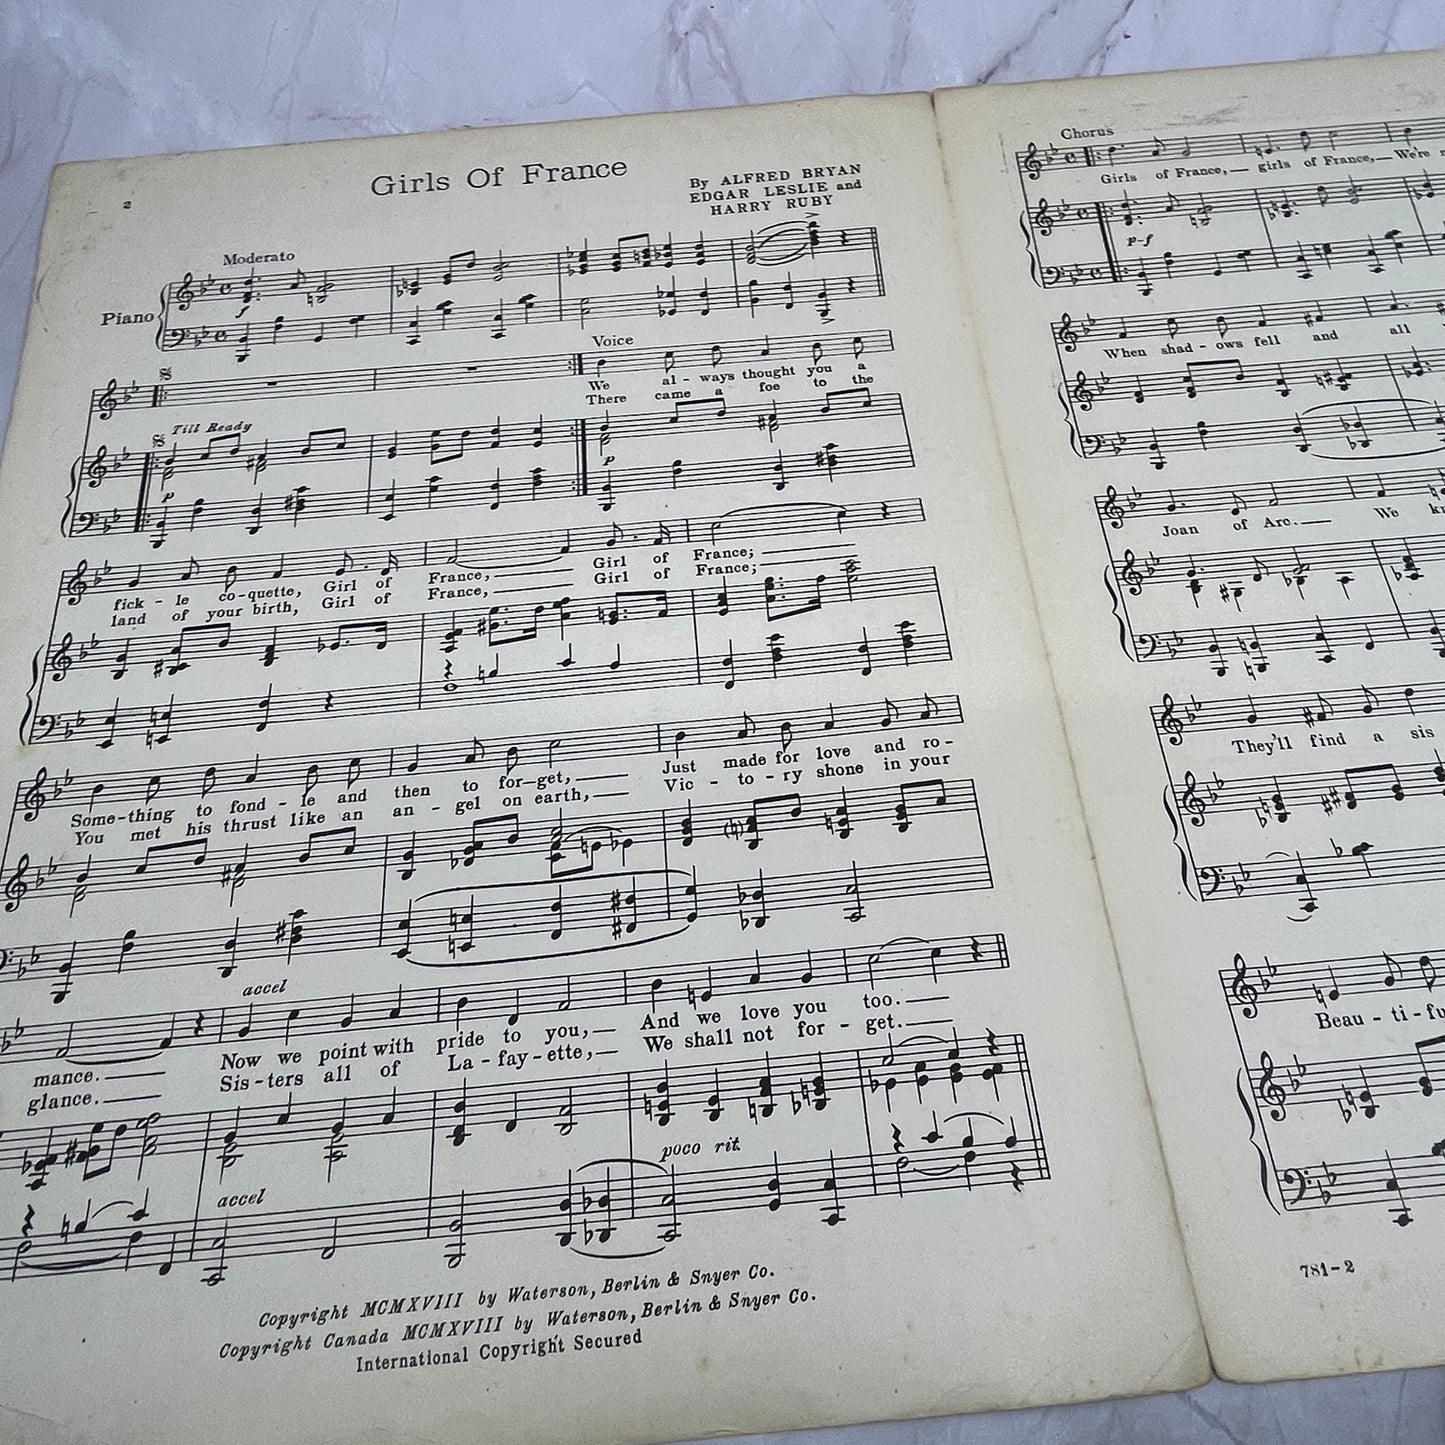 Girls Of France
2
By ALFRED BRYAN
EDGAR LESLIE and
HARRY RUBY
Moderato
Piano
f
Voice
We al-ways thought you a
There came a foe to the
Till Ready
p
p
fick-le co-quette, Girl of France, Girl of France;
land of your birth, Girl of France, Girl of France;
Some-thing to fond-le and then to for-get, Just made for love and ro-
You met his thrust like an an-gel on earth, Vic-to-ry shone in your
accel
mance. Now we point with pride to you, And we love you too.
glance. Sis-ters all of La-fay-ette, We shall not for-get.
poco rit.
accel
Copyright MCMXVIII by Waterson, Berlin & Snyer Co.
Copyright Canada MCMXVIII by Waterson, Berlin & Snyer Co.
International Copyright Secured
Chorus
Girls of France, girls of France, We're
p-f
When shad-ows fell and all
Joan of Arc. We
They'll find a sis
Beau-ti-fu
781-2